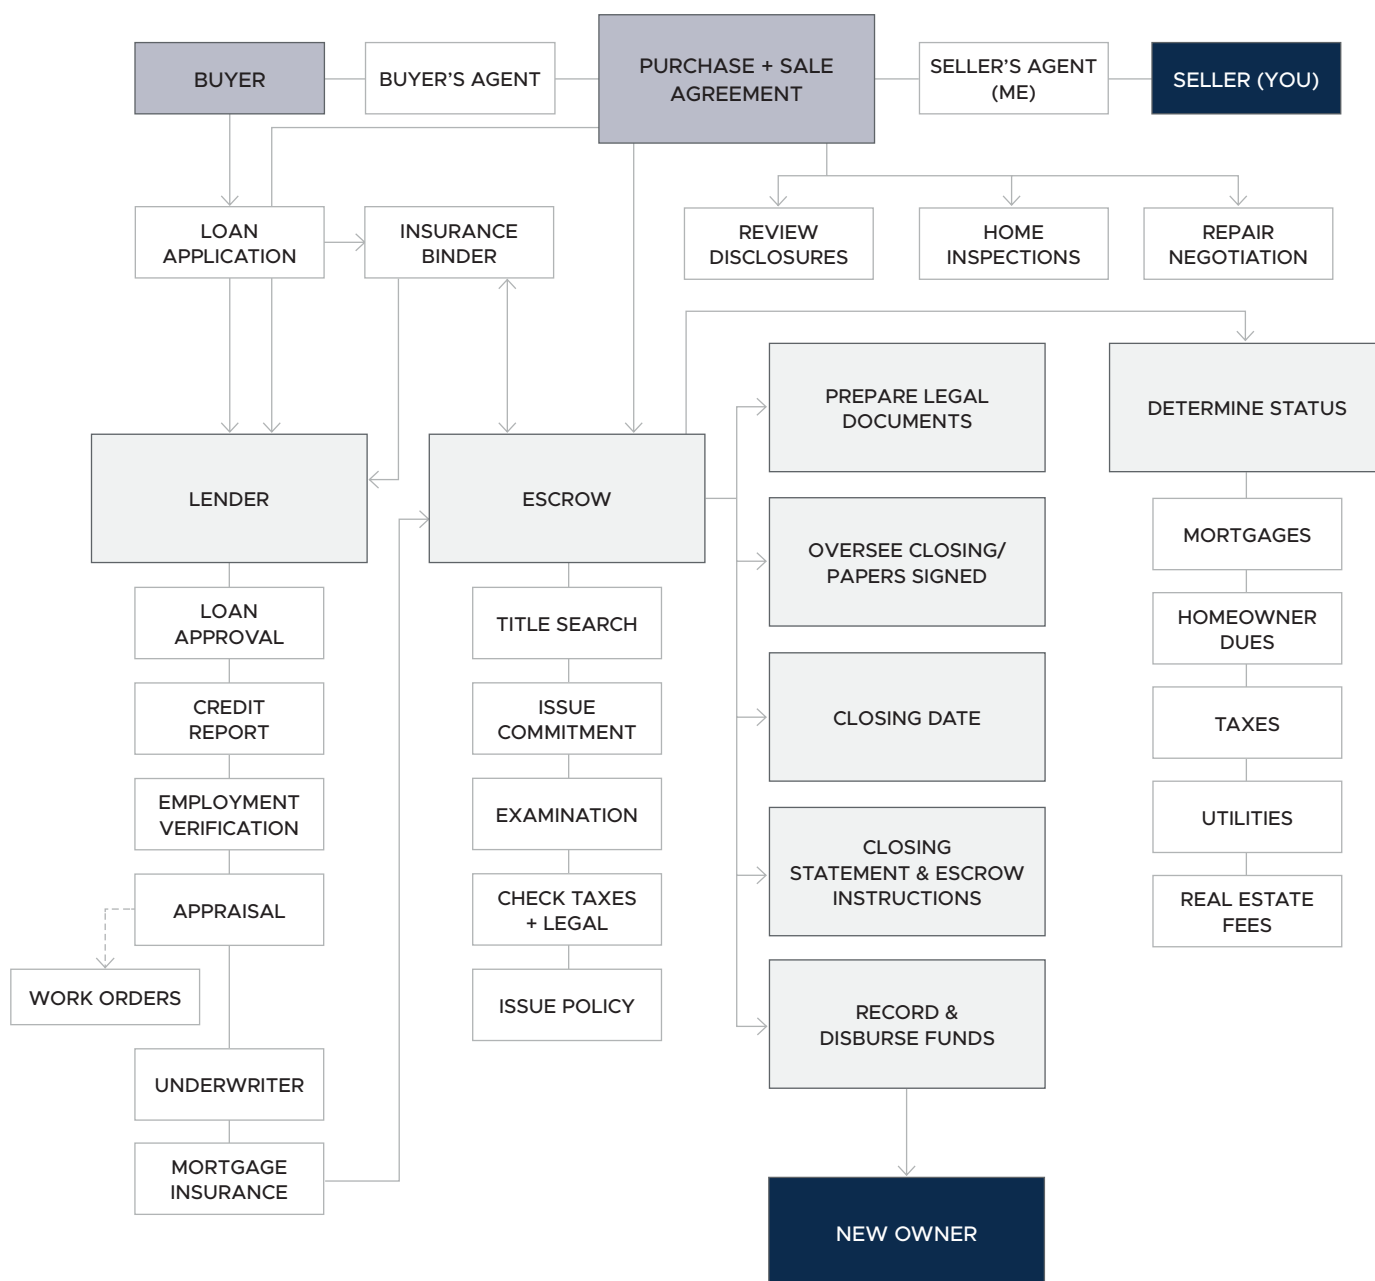 BUYER
BUYER'S AGENT
PURCHASE + SALE
AGREEMENT
SELLER'S AGENT
(ME)
SELLER (YOU)
LOAN
APPLICATION
INSURANCE
BINDER
REVIEW
DISCLOSURES
HOME
INSPECTIONS
REPAIR
NEGOTIATION
LENDER
ESCROW
PREPARE LEGAL
DOCUMENTS
DETERMINE STATUS
LOAN
APPROVAL
CREDIT
REPORT
EMPLOYMENT
VERIFICATION
APPRAISAL
WORK ORDERS
UNDERWRITER
MORTGAGE
INSURANCE
TITLE SEARCH
ISSUE
COMMITMENT
EXAMINATION
CHECK TAXES
+ LEGAL
ISSUE POLICY
OVERSEE CLOSING/
PAPERS SIGNED
CLOSING DATE
CLOSING
STATEMENT & ESCROW
INSTRUCTIONS
RECORD &
DISBURSE FUNDS
NEW OWNER
MORTGAGES
HOMEOWNER
DUES
TAXES
UTILITIES
REAL ESTATE
FEES